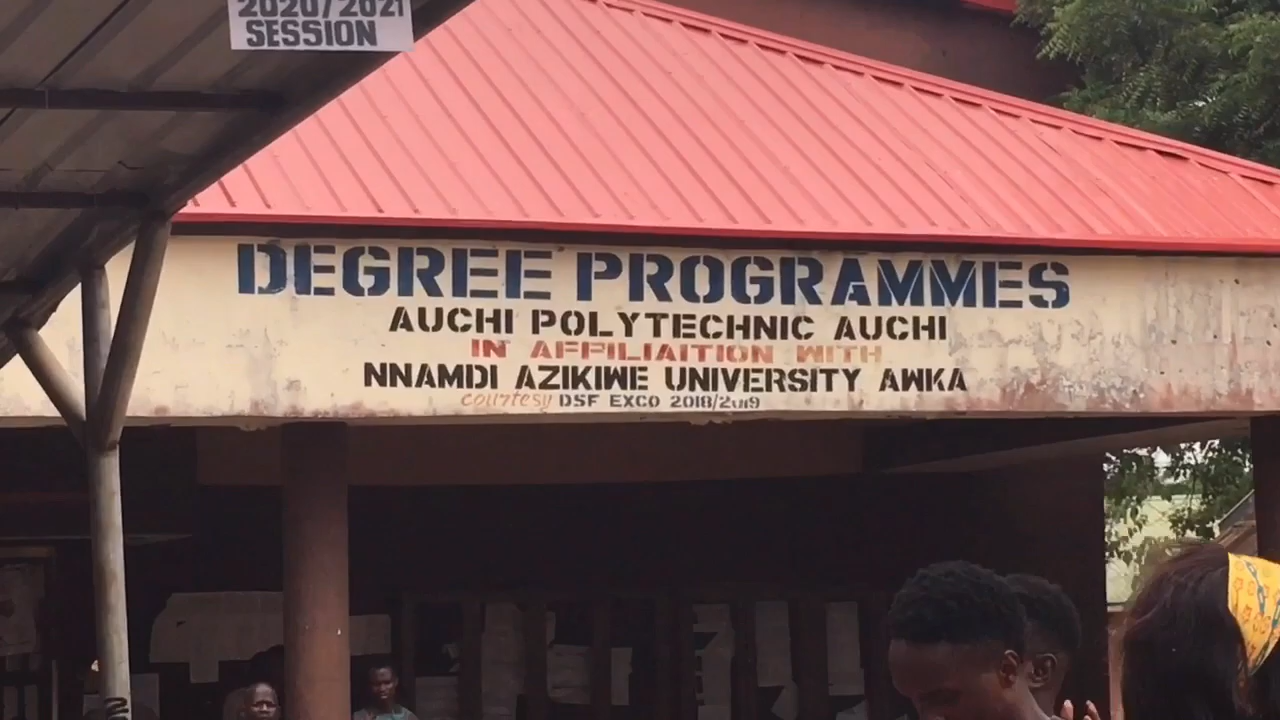 2020/2021
SESSION
DEGREE PROGRAMMES
AUCHI POLYTECHNIC AUCHI
IN AFFILIAITION WITH
NNAMDI AZIKIWE UNIVERSITY AWKA
courtesy DSF EXCO 2018/2019